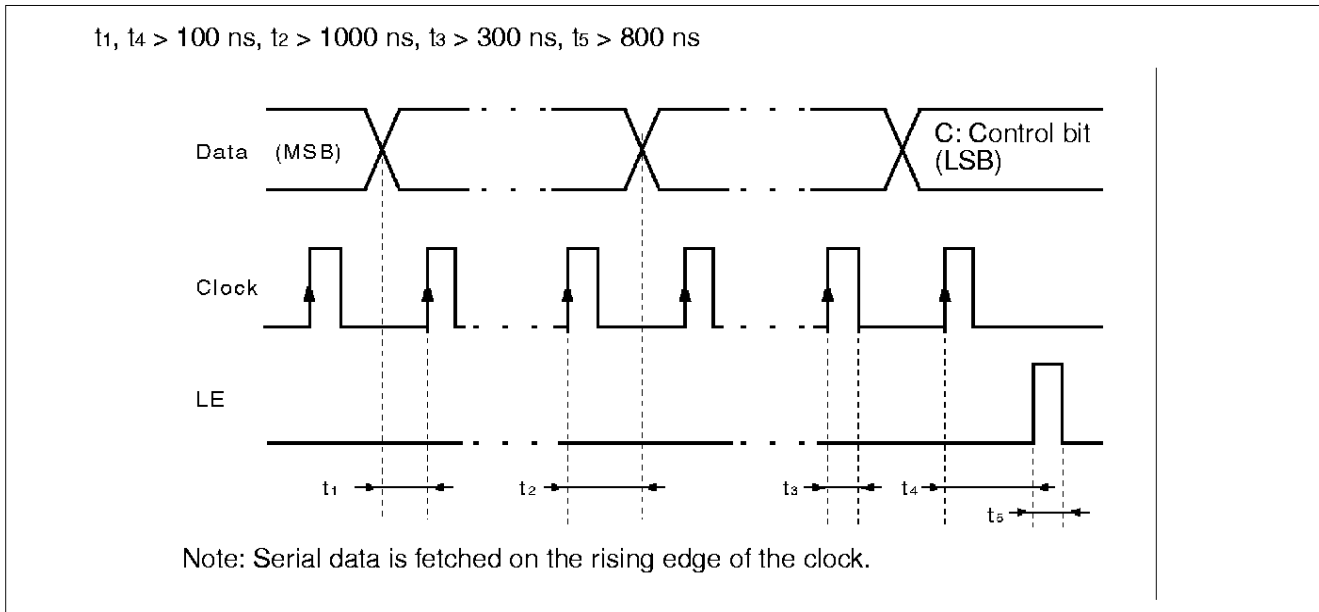 t1, t4 > 100 ns, t2 > 1000 ns, t3 > 300 ns, t5 > 800 ns
Data (MSB)
C: Control bit
(LSB)
Clock
LE
t1
t2
t3
t4
t5
Note: Serial data is fetched on the rising edge of the clock.